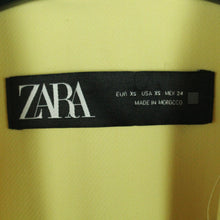 ZARA
EUR XS USA XS MEX 24
MADE IN MOROCCO